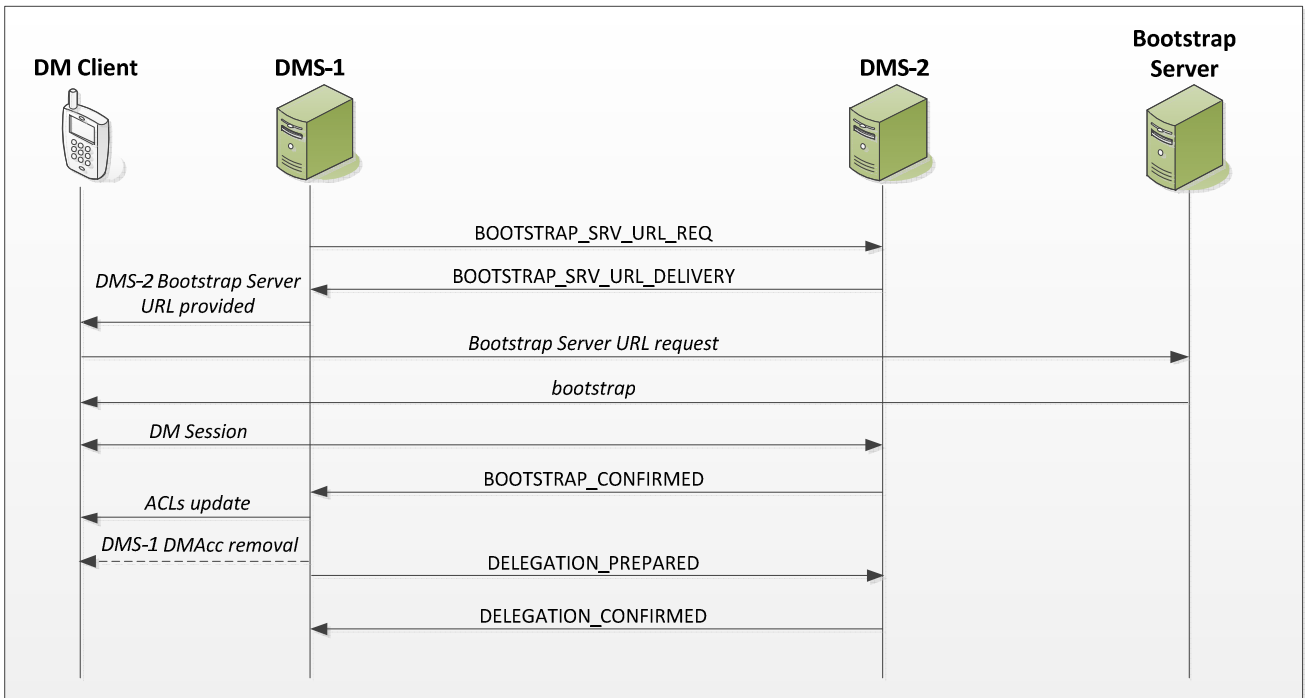 DM Client
DMS-1
DMS-2
Bootstrap
Server
BOOTSTRAP_SRV_URL_REQ
BOOTSTRAP_SRV_URL_DELIVERY
DMS-2 Bootstrap Server
URL provided
Bootstrap Server URL request
bootstrap
DM Session
BOOTSTRAP_CONFIRMED
ACLs update
DMS-1 DMAcc removal
DELEGATION_PREPARED
DELEGATION_CONFIRMED